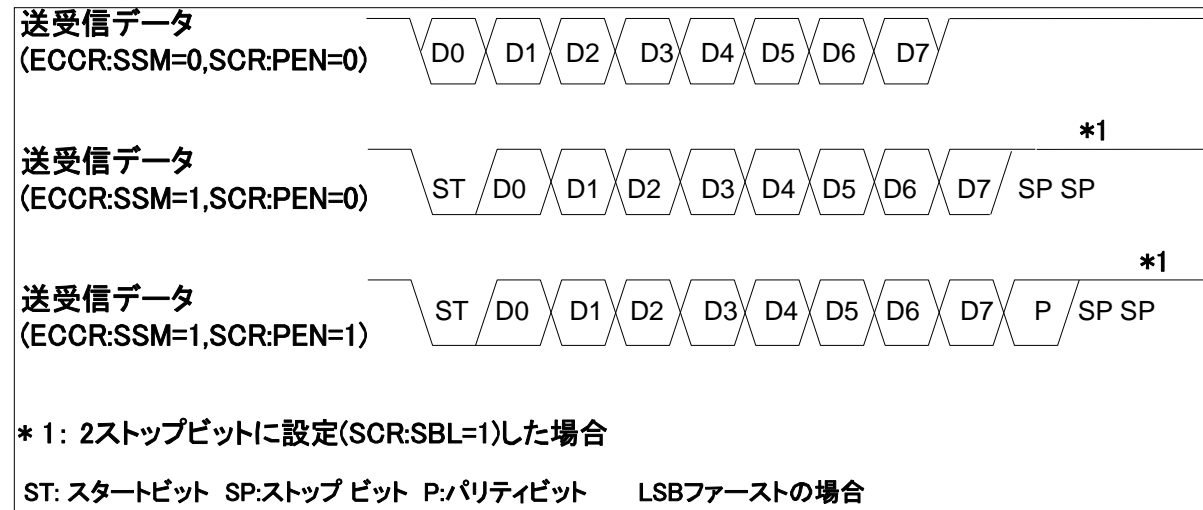 送受信データ
(ECCR:SSM=0,SCR:PEN=0)
D0 D1 D2 D3 D4 D5 D6 D7
*1
送受信データ
(ECCR:SSM=1,SCR:PEN=0)
ST D0 D1 D2 D3 D4 D5 D6 D7 SP SP
*1
送受信データ
(ECCR:SSM=1,SCR:PEN=1)
ST D0 D1 D2 D3 D4 D5 D6 D7 P SP SP
* 1: 2ストップビットに設定(SCR:SBL=1)した場合
ST: スタートビット SP:ストップ ビット P:パリティビット LSBファーストの場合